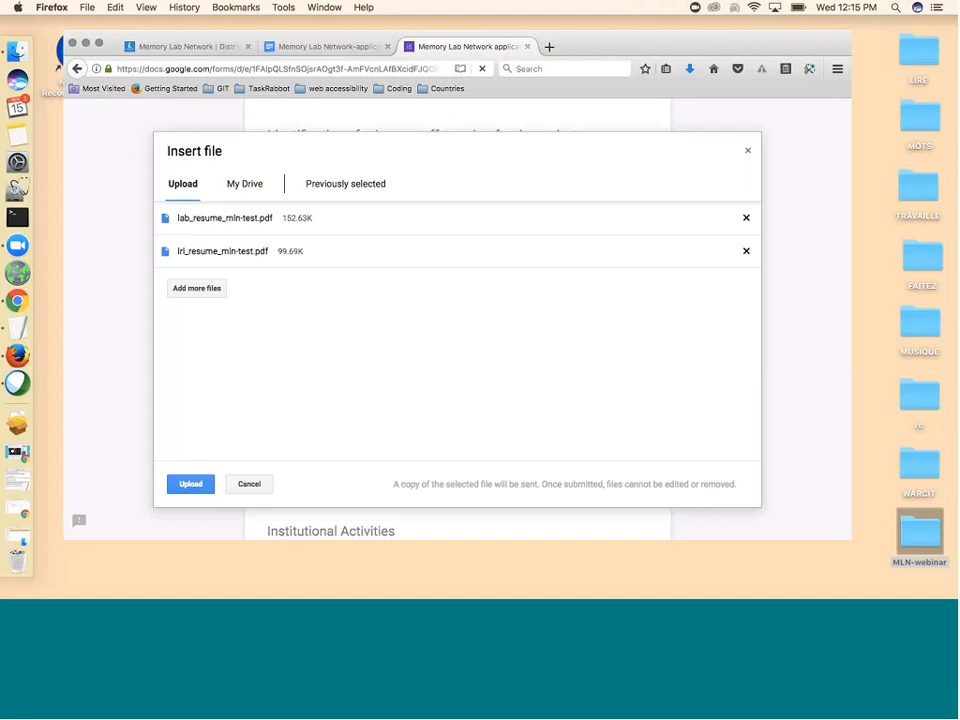 Firefox File Edit View History Bookmarks Tools Window Help Wed 12:15 PM
Memory Lab Network | Distri Memory Lab Network-applic Memory Lab Network applica
Search
Most Visited Getting Started GIT TaskRabbot web accessibility Coding Countries
Insert file
Upload My Drive Previously selected
lab_resume_mln-test.pdf 152.63K
lrl_resume_mln-test.pdf 99.69K
Add more files
Upload Cancel A copy of the selected file will be sent. Once submitted, files cannot be edited or removed.
Institutional Activities
LIRE
MOTS
TRAVAILLE
FAITEZ
MUSIQUE
WARCIT
MLN-webinar
15